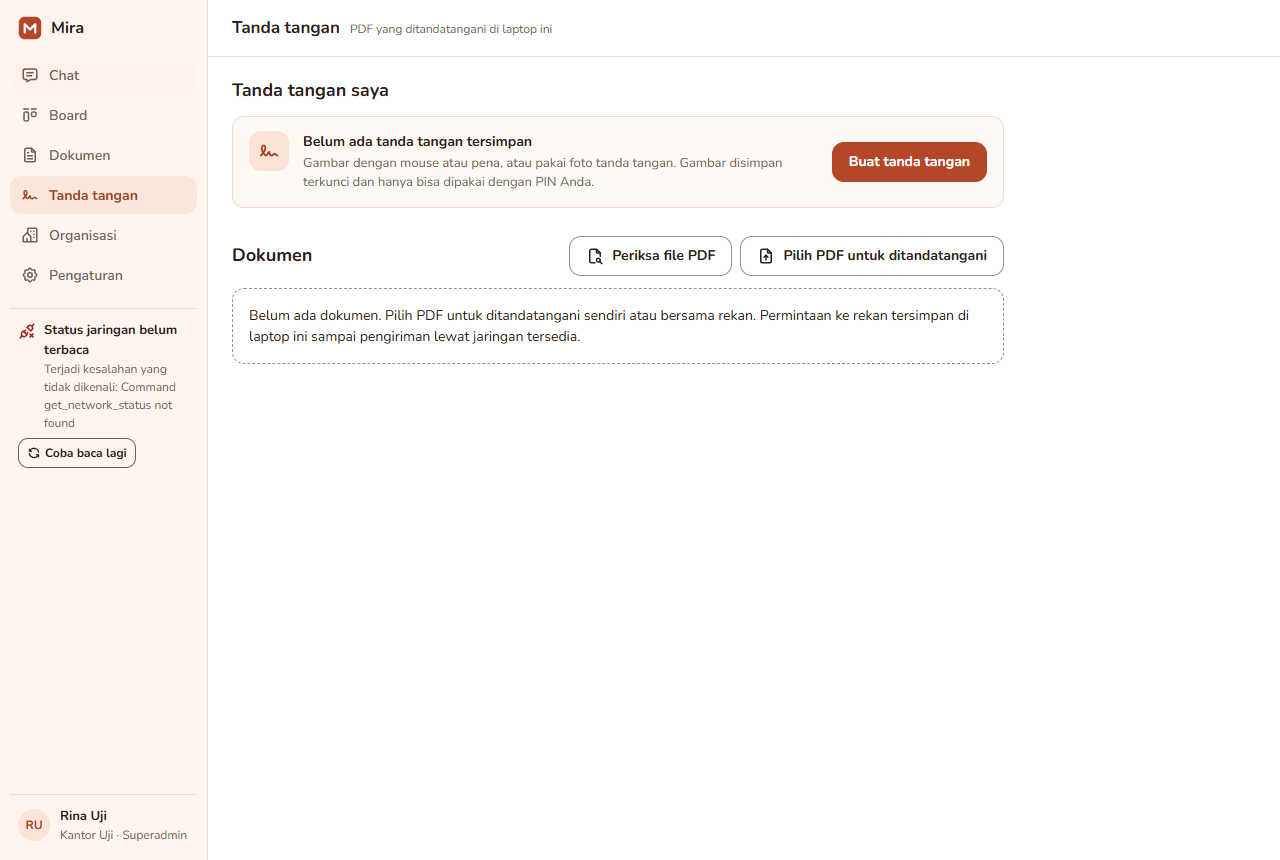 Mira
Chat
Board
Dokumen
Tanda tangan
Organisasi
Pengaturan
Status jaringan belum
terbaca
Terjadi kesalahan yang
tidak dikenali: Command
get_network_status not
found
Coba baca lagi
RU
Rina Uji
Kantor Uji · Superadmin
Tanda tangan PDF yang ditandatangani di laptop ini
Tanda tangan saya
Belum ada tanda tangan tersimpan
Gambar dengan mouse atau pena, atau pakai foto tanda tangan. Gambar disimpan
terkunci dan hanya bisa dipakai dengan PIN Anda.
Buat tanda tangan
Dokumen
Periksa file PDF
Pilih PDF untuk ditandatangani
Belum ada dokumen. Pilih PDF untuk ditandatangani sendiri atau bersama rekan. Permintaan ke rekan tersimpan di
laptop ini sampai pengiriman lewat jaringan tersedia.